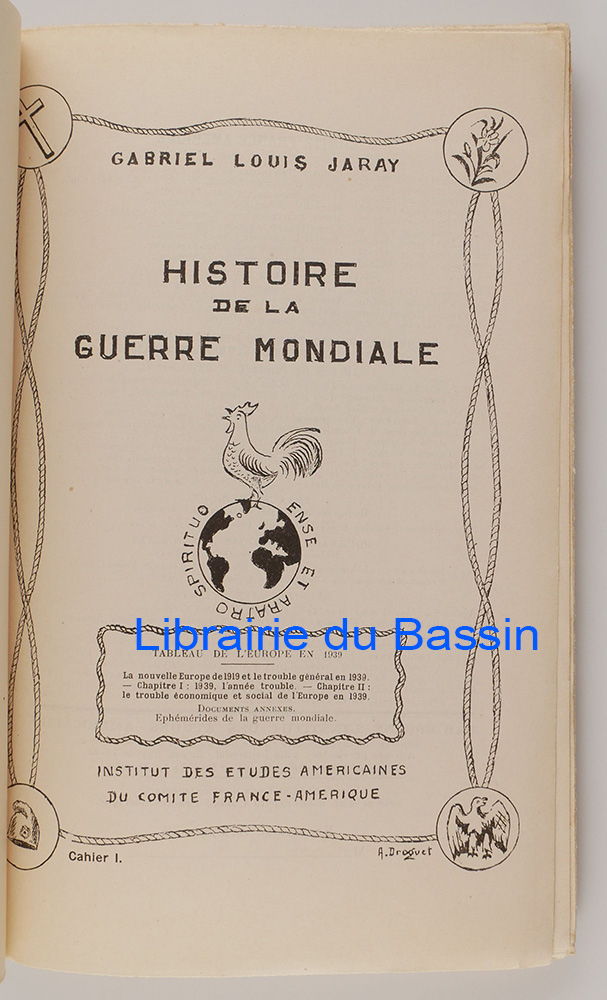 GABRIEL LOUIS JARAY
HISTOIRE
DE LA
GUERRE MONDIALE
ENSE ET ARATRO SPIRITUO
Librairie du Bassin
TABLEAU DE L'EUROPE EN 1939
La nouvelle Europe de 1919 et le trouble général en 1939.
— Chapitre I : 1939, l'année trouble. — Chapitre II :
le trouble économique et social de l'Europe en 1939.
DOCUMENTS ANNEXES.
Ephémérides de la guerre mondiale.
INSTITUT DES ETUDES AMERICAINES
DU COMITE FRANCE-AMERIQUE
Cahier I.
A. Droguet